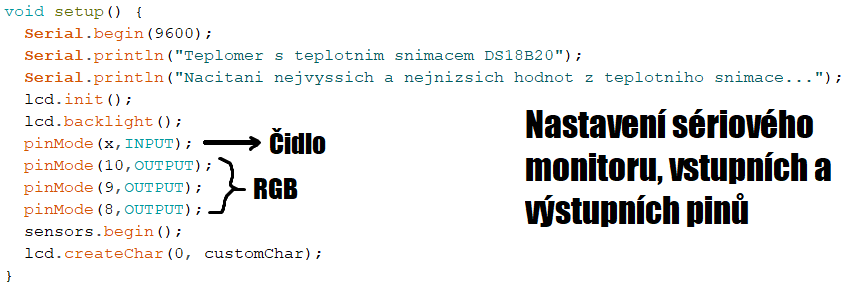 void setup() {
Serial.begin(9600);
Serial.println("Teplomer s teplotnim snimacem DS18B20");
Serial.println("Nacitani nejvyssich a nejnizsich hodnot z teplotniho snimace...");
lcd.init();
lcd.backlight();
pinMode(x,INPUT);
Čidlo
pinMode(10,OUTPUT);
pinMode(9,OUTPUT);
pinMode(8,OUTPUT);
RGB
sensors.begin();
lcd.createChar(0, customChar);
}
Nastavení sériového
monitoru, vstupních a
výstupních pinů